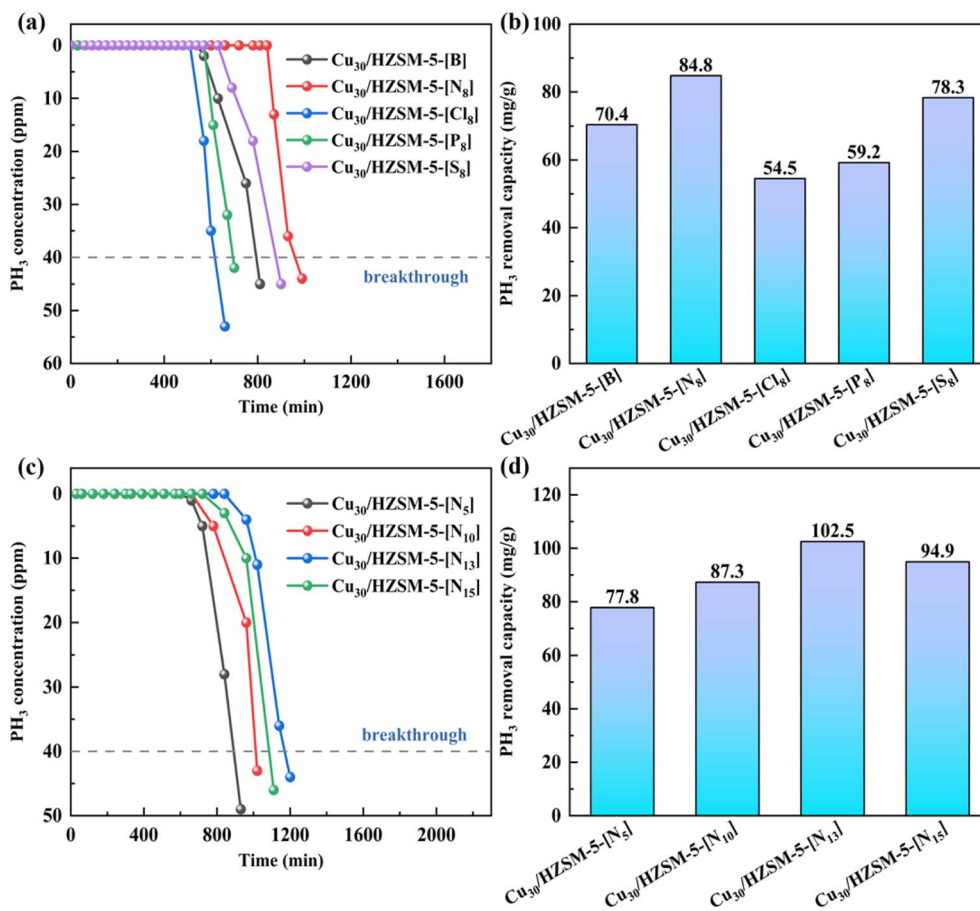 (a)
PH₃ concentration (ppm)
0
10
20
30
40
50
60
Cu₃₀/HZSM-5-[B]
Cu₃₀/HZSM-5-[N₈]
Cu₃₀/HZSM-5-[Cl₈]
Cu₃₀/HZSM-5-[P₈]
Cu₃₀/HZSM-5-[S₈]
breakthrough
0 400 800 1200 1600
Time (min)
(b)
PH₃ removal capacity (mg/g)
100
80
60
40
20
0
70.4
84.8
54.5
59.2
78.3
Cu₃₀/HZSM-5-[B]
Cu₃₀/HZSM-5-[N₈]
Cu₃₀/HZSM-5-[Cl₈]
Cu₃₀/HZSM-5-[P₈]
Cu₃₀/HZSM-5-[S₈]
(c)
PH₃ concentration (ppm)
0
10
20
30
40
50
Cu₃₀/HZSM-5-[N₅]
Cu₃₀/HZSM-5-[N₁₀]
Cu₃₀/HZSM-5-[N₁₃]
Cu₃₀/HZSM-5-[N₁₅]
breakthrough
0 400 800 1200 1600 2000
Time (min)
(d)
PH₃ removal capacity (mg/g)
120
100
80
60
40
20
0
77.8
87.3
102.5
94.9
Cu₃₀/HZSM-5-[N₅]
Cu₃₀/HZSM-5-[N₁₀]
Cu₃₀/HZSM-5-[N₁₃]
Cu₃₀/HZSM-5-[N₁₅]